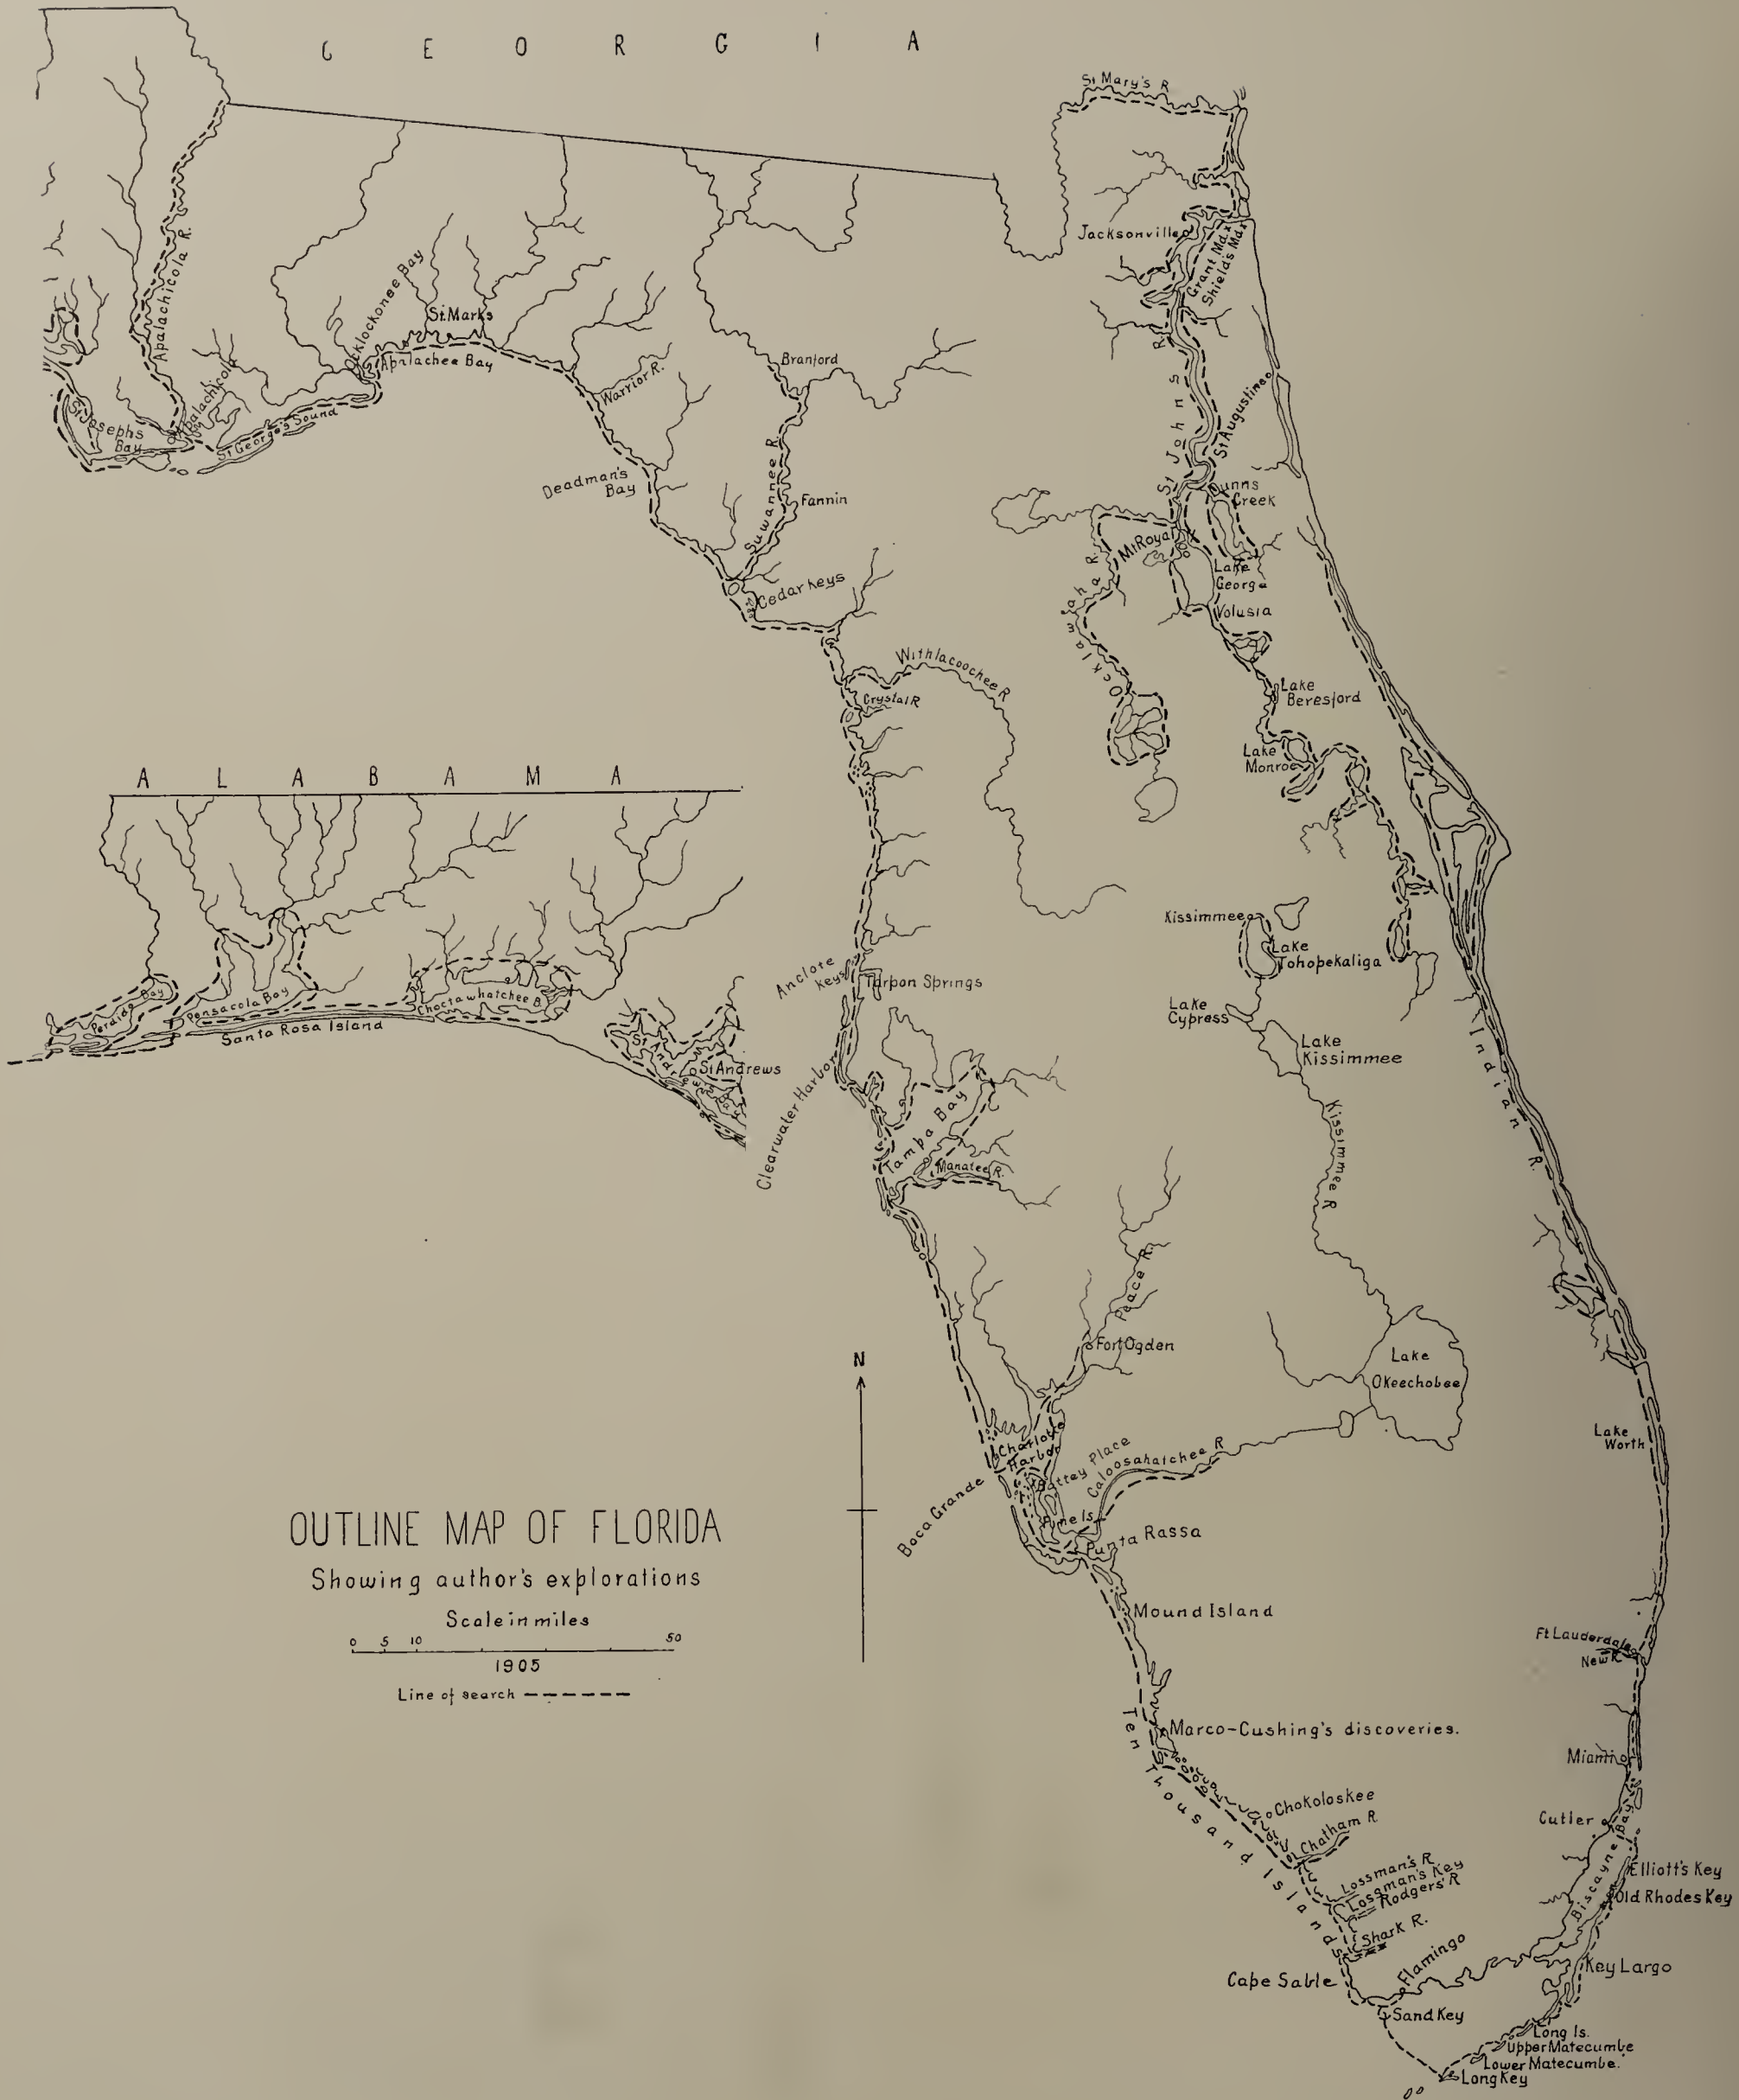 GEORGIA
St Mary's R
Jacksonville
Grant Md.
Shields Md.
Apalachicola R.
Ocklockonee Bay
St. Marks
Apalachee Bay
Warrior R.
Branford
St Josephs
Bay
Apalachicola
St George's Sound
Deadman's
Bay
Suwannee R.
Fannin
Cedar Keys
St Johns R.
St Augustine
Dunns
Creek
Mt Royal
Lake
George
Volusia
Ocklawaha R.
Withlacoochee R
Crystal R
Lake
Beresford
Lake
Monroe
ALABAMA
Perdido Bay
Pensacola Bay
Choctawhatchee B.
Santa Rosa Island
St Andrews
St Andrews
Anclote
Keys
Tarpon Springs
Clearwater Harbor
Tampa Bay
Manatee R.
Kissimmee
Lake
Tohopekaliga
Lake
Cypress
Lake
Kissimmee
Kissimmee R
Indian R.
Peace R.
Fort Ogden
Lake
Okeechobee
Lake
Worth
N
Charlotte
Harbor
Battey Place
Caloosahatchee R
Boca Grande
Pine Is.
Punta Rassa
OUTLINE MAP OF FLORIDA
Showing author's explorations
Scale in miles
0 5 10 50
1905
Line of search
Mound Island
Ft Lauderdale
New R.
Marco-Cushing's discoveries.
Ten Thousand Islands
Miami
Chokoloskee
Chatham R
Cutler
Biscayne Bay
Lossman's R
Lossman's Key
Rodgers' R
Shark R.
Elliott's Key
Old Rhodes Key
Flamingo
Cape Sable
Key Largo
Sand Key
Long Is.
Upper Matecumbe
Lower Matecumbe.
Long Key